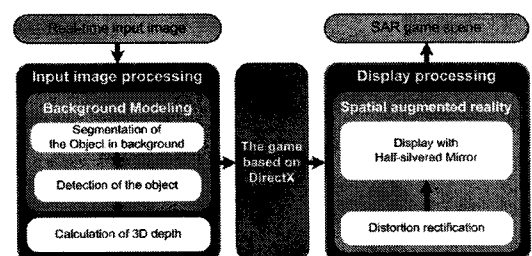 Real-time input image
Input image processing
Background Modeling
Segmentation of
the Object in background
Detection of the object
Calculation of 3D depth
The game
based on
DirectX
SAR game scene
Display processing
Spatial augmented reality
Display with
Half-silvered Mirror
Distortion rectification